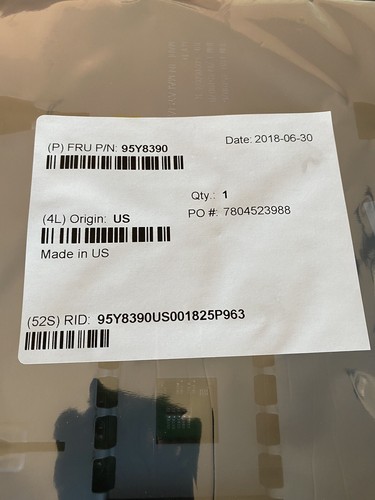 (P) FRU P/N: 95Y8390
Date: 2018-06-30
Qty.: 1
PO #: 7804523988
(4L) Origin: US
Made in US
(52S) RID: 95Y8390US001825P963